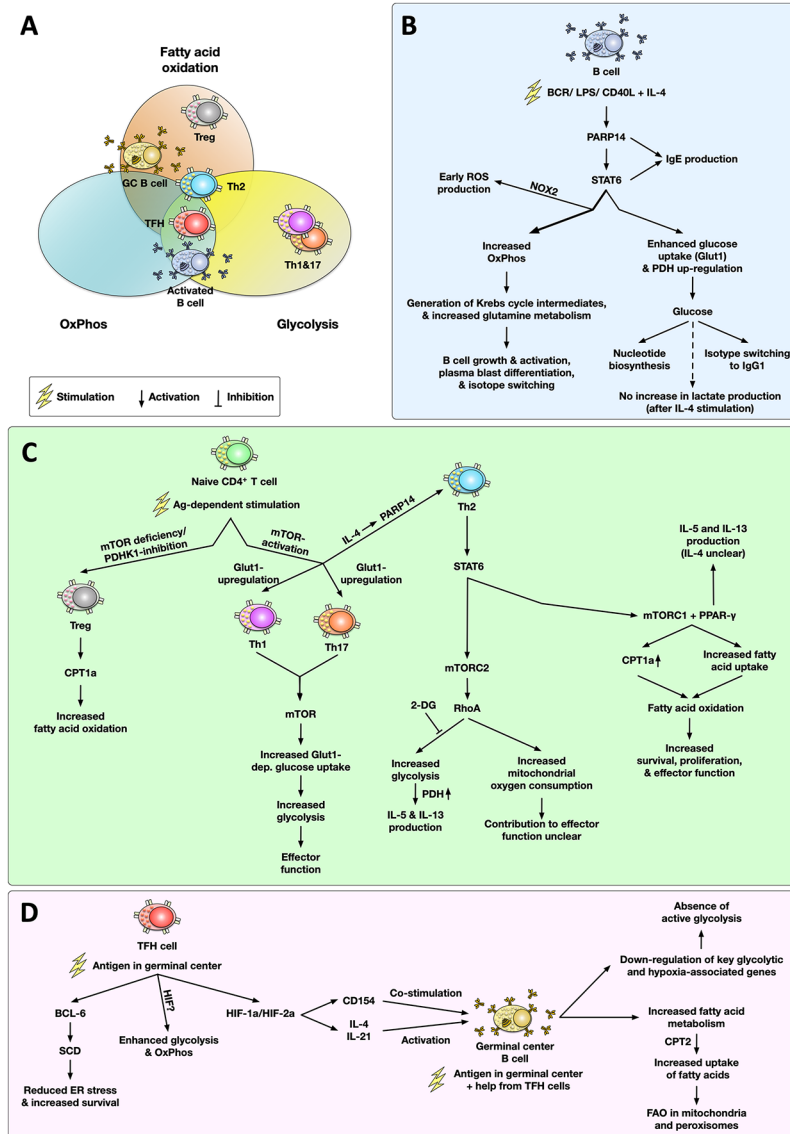 A
Fatty acid
oxidation
Treg
GC B cell
Th2
TFH
Th1&17
Activated
B cell
OxPhos
Glycolysis
Stimulation
Activation
Inhibition
B
B cell
BCR/ LPS/ CD40L + IL-4
PARP14
IgE production
STAT6
Early ROS
production
NOX2
Increased
OxPhos
Enhanced glucose
uptake (Glut1)
& PDH up-regulation
Generation of Krebs cycle intermediates,
& increased glutamine metabolism
Glucose
B cell growth & activation,
plasma blast differentiation,
& isotope switching
Nucleotide
biosynthesis
Isotype switching
to IgG1
No increase in lactate production
(after IL-4 stimulation)
C
Naive CD4+ T cell
Ag-dependent stimulation
mTOR deficiency/
PDHK1-inhibition
mTOR-
activation
IL-4
PARP14
Th2
Glut1-
upregulation
Glut1-
upregulation
Treg
Th1
Th17
CPT1a
Increased
fatty acid oxidation
mTOR
Increased Glut1-
dep. glucose uptake
Increased
glycolysis
Effector
function
STAT6
mTORC2
2-DG
RhoA
Increased
glycolysis
PDH
IL-5 & IL-13
production
Increased
mitochondrial
oxygen consumption
Contribution to effector
function unclear
IL-5 and IL-13
production
(IL-4 unclear)
mTORC1 + PPAR-γ
CPT1a
Increased fatty
acid uptake
Fatty acid oxidation
Increased
survival, proliferation,
& effector function
D
TFH cell
Antigen in germinal center
BCL-6
HIF?
HIF-1a/HIF-2a
SCD
Enhanced glycolysis
& OxPhos
Reduced ER stress
& increased survival
CD154
Co-stimulation
IL-4
IL-21
Activation
Germinal center
B cell
Antigen in germinal center
+ help from TFH cells
Absence of
active glycolysis
Down-regulation of key glycolytic
and hypoxia-associated genes
Increased fatty acid
metabolism
CPT2
Increased uptake
of fatty acids
FAO in mitochondria
and peroxisomes